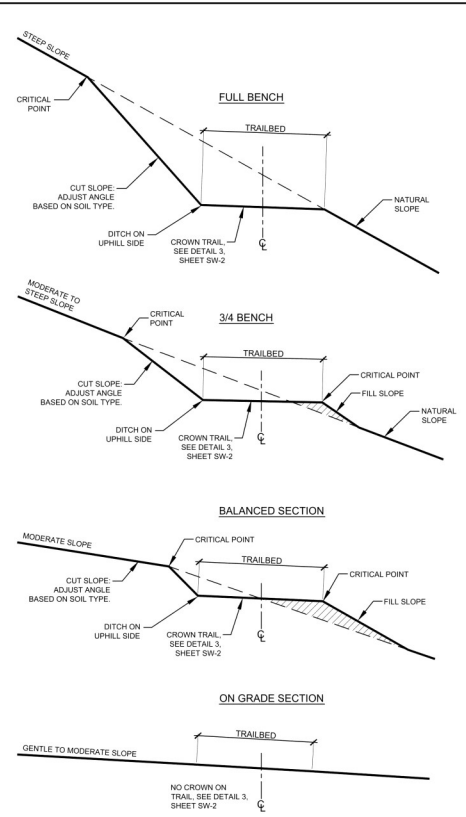 STEEP SLOPE
CRITICAL
POINT
FULL BENCH
TRAILBED
CUT SLOPE:
ADJUST ANGLE
BASED ON SOIL TYPE.
NATURAL
SLOPE
DITCH ON
UPHILL SIDE
CROWN TRAIL,
SEE DETAIL 3,
SHEET SW-2
℄
MODERATE TO
STEEP SLOPE
CRITICAL
POINT
3/4 BENCH
TRAILBED
CUT SLOPE:
ADJUST ANGLE
BASED ON SOIL TYPE.
CRITICAL POINT
FILL SLOPE
NATURAL
SLOPE
DITCH ON
UPHILL SIDE
CROWN TRAIL,
SEE DETAIL 3,
SHEET SW-2
℄
BALANCED SECTION
MODERATE SLOPE
CRITICAL POINT
TRAILBED
CUT SLOPE:
ADJUST ANGLE
BASED ON SOIL TYPE.
CRITICAL POINT
FILL SLOPE
DITCH ON
UPHILL SIDE
CROWN TRAIL,
SEE DETAIL 3,
SHEET SW-2
℄
ON GRADE SECTION
TRAILBED
GENTLE TO MODERATE SLOPE
NO CROWN ON
TRAIL, SEE DETAIL 3,
SHEET SW-2
℄